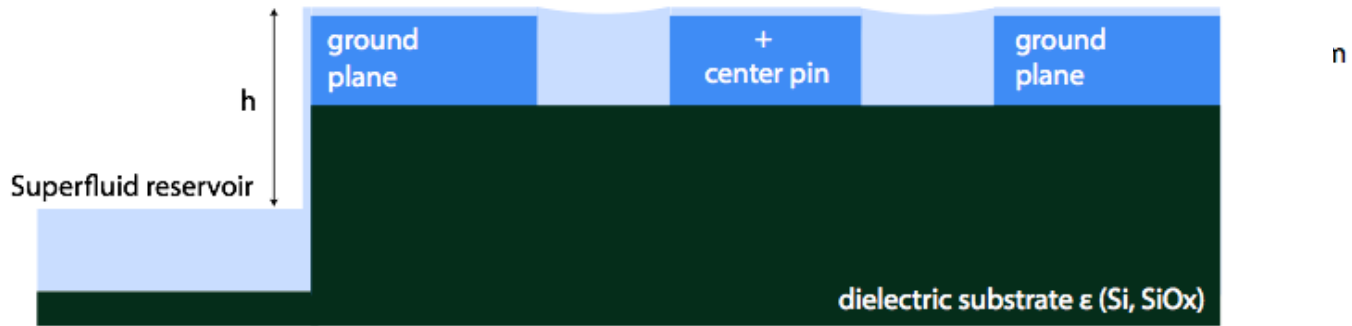 ground
plane
+
center pin
ground
plane
n
h
Superfluid reservoir
dielectric substrate ε (Si, SiOx)